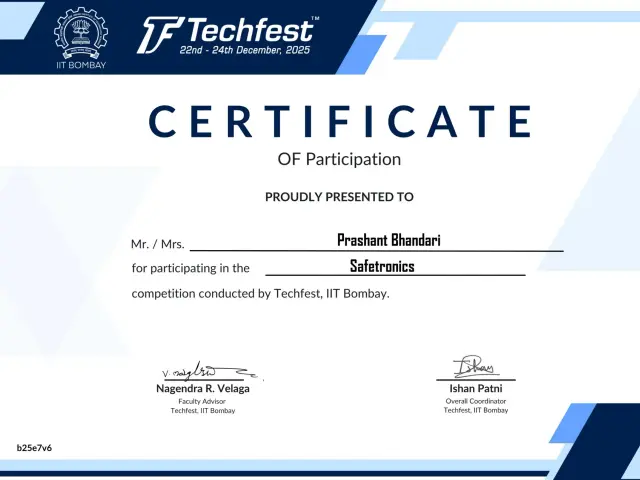 IIT BOMBAY
Techfest™
22nd - 24th December, 2025
CERTIFICATE
OF Participation
PROUDLY PRESENTED TO
Mr. / Mrs. Prashant Bhandari
for participating in the Safetronics
competition conducted by Techfest, IIT Bombay.
Nagendra R. Velaga
Faculty Advisor
Techfest, IIT Bombay
Ishan Patni
Overall Coordinator
Techfest, IIT Bombay
b25e7v6